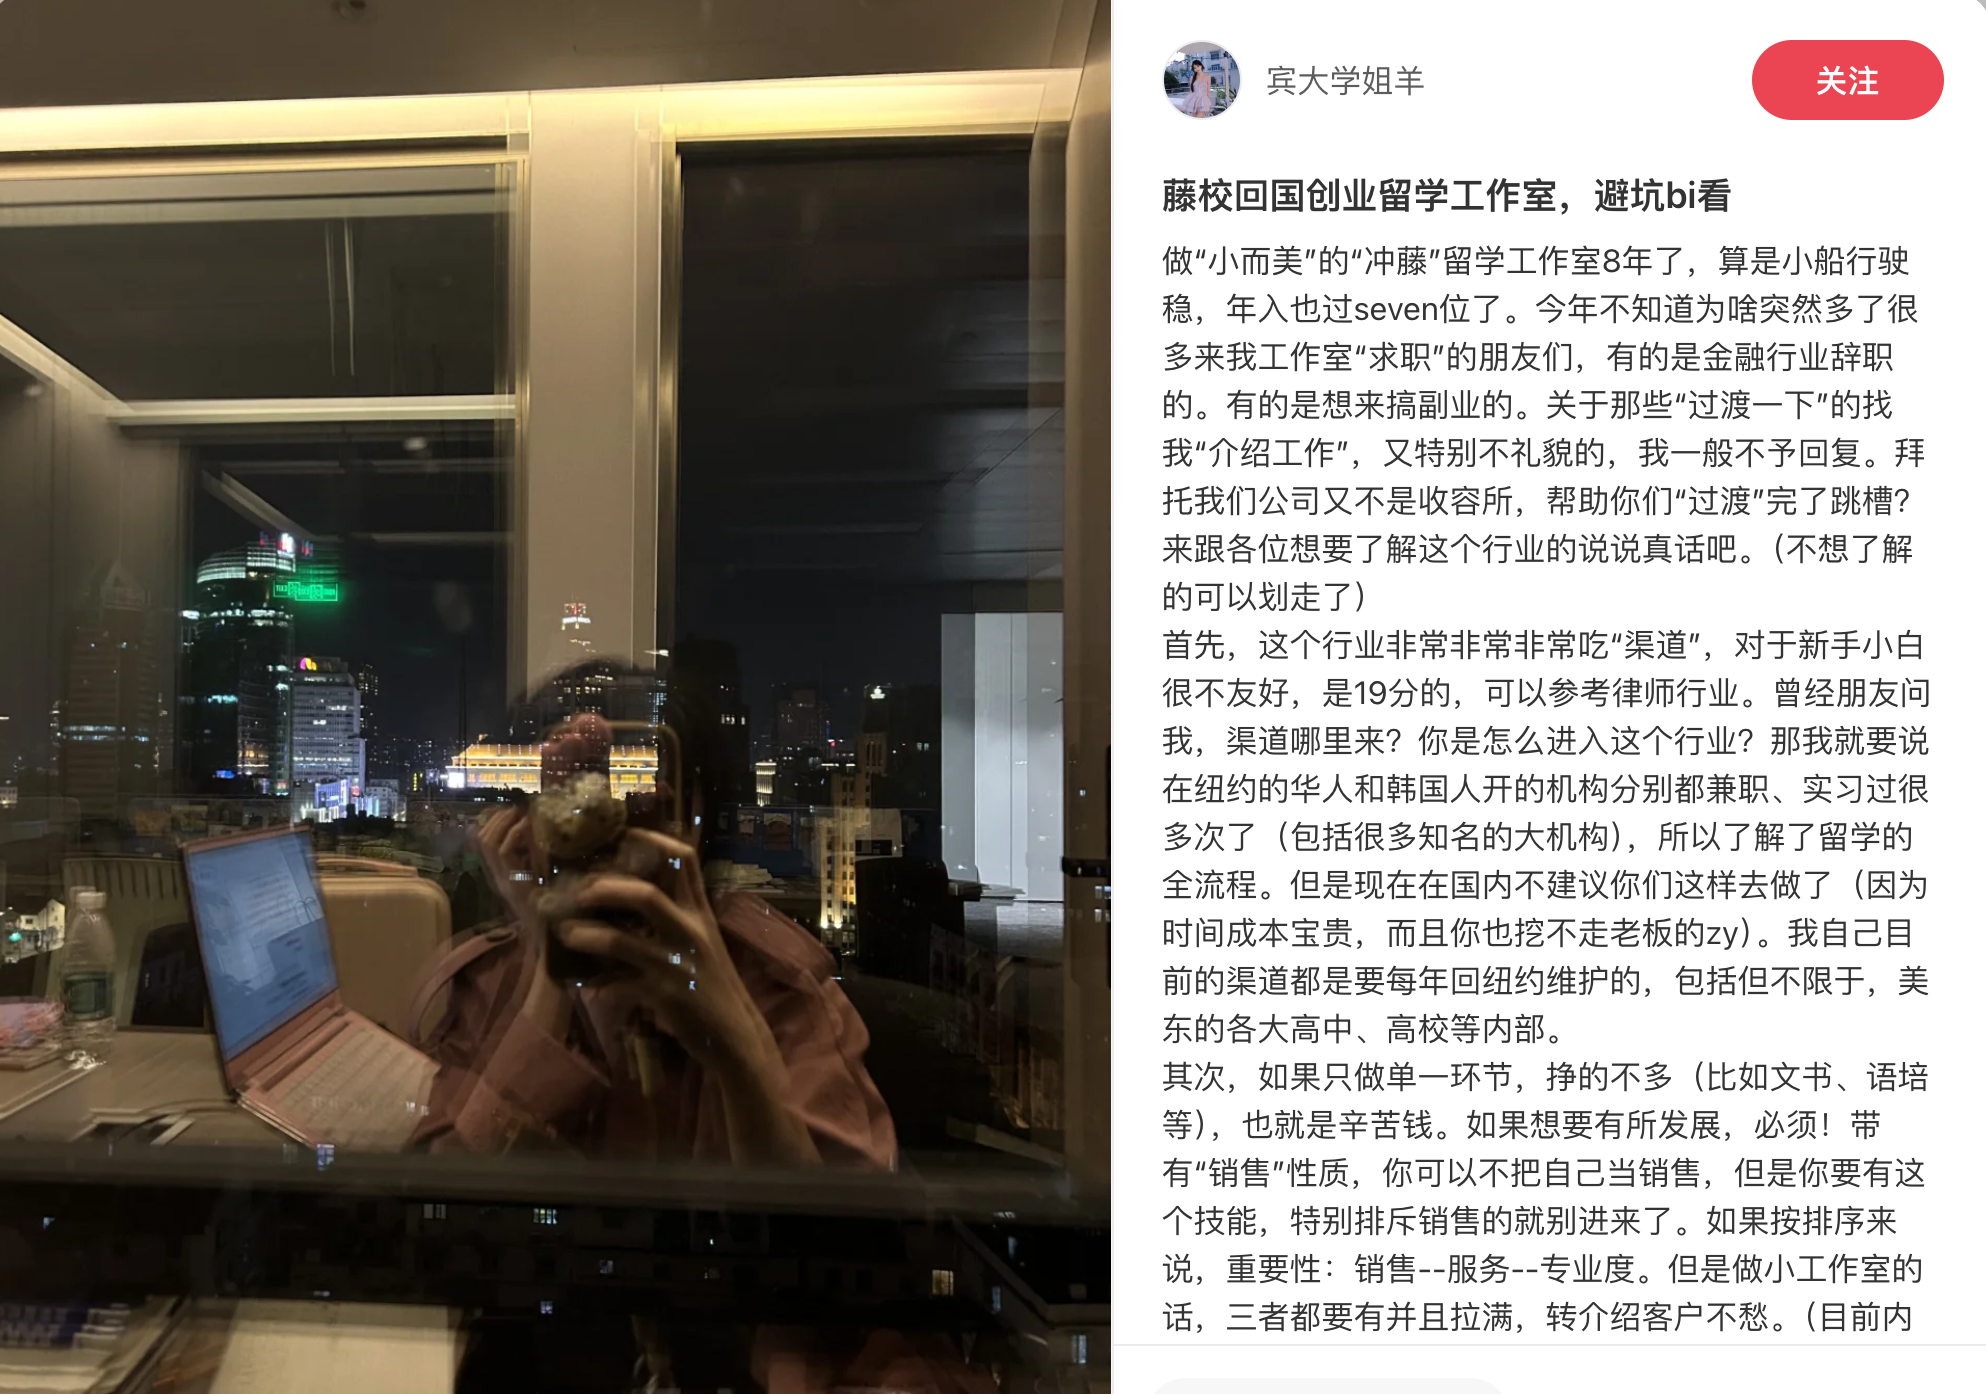 宾大学姐羊
关注
藤校回国创业留学工作室，避坑bi看
做“小而美”的“冲藤”留学工作室8年了，算是小船行驶
稳，年入也过seven位了。今年不知道为啥突然多了很
多来我工作室“求职”的朋友们，有的是金融行业辞职
的。有的是想来搞副业的。关于那些“过渡一下”的找
我“介绍工作”，又特别不礼貌的，我一般不予回复。拜
托我们公司又不是收容所，帮助你们“过渡”完了跳槽？
来跟各位想要了解这个行业的说说真话吧。（不想了解
的可以划走了）
首先，这个行业非常非常非常吃“渠道”，对于新手小白
很不友好，是19分的，可以参考律师行业。曾经朋友问
我，渠道哪里来？你是怎么进入这个行业？那我就要说
在纽约的华人和韩国人开的机构分别都兼职、实习过很
多次了（包括很多知名的大机构），所以了解了留学的
全流程。但是现在在国内不建议你们这样去做了（因为
时间成本宝贵，而且你也挖不走老板的zy）。我自己目
前的渠道都是要每年回纽约维护的，包括但不限于，美
东的各大高中、高校等内部。
其次，如果只做单一环节，挣的不多（比如文书、语培
等），也就是辛苦钱。如果想要有所发展，必须！带
有“销售”性质，你可以不把自己当销售，但是你要有这
个技能，特别排斥销售的就别进来了。如果按排序来
说，重要性：销售--服务--专业度。但是做小工作室的
话，三者都要有并且拉满，转介绍客户不愁。（目前内